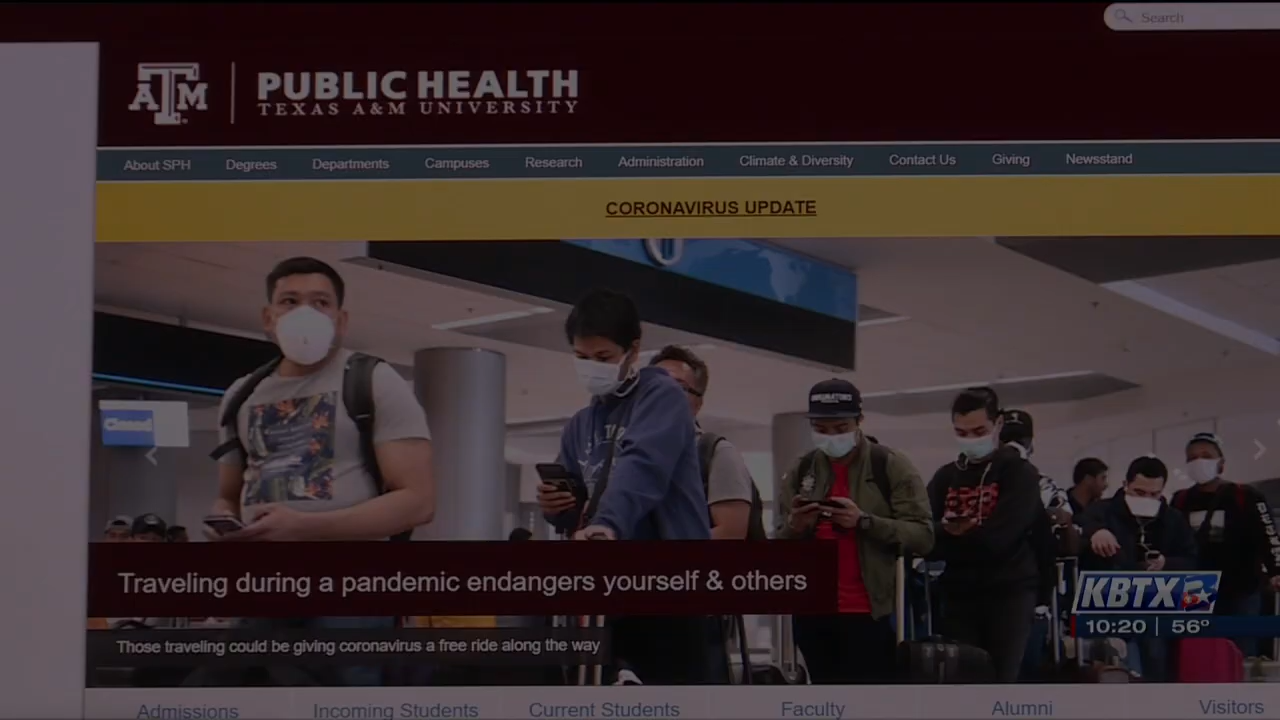 Search
ATM
PUBLIC HEALTH
TEXAS A&M UNIVERSITY
About SPH Degrees Departments Campuses Research Administration Climate & Diversity Contact Us Giving Newsstand
CORONAVIRUS UPDATE
Closed
Traveling during a pandemic endangers yourself & others
Those traveling could be giving coronavirus a free ride along the way
KBTX
10:20 | 56°
Admissions Incoming Students Current Students Faculty Alumni Visitors